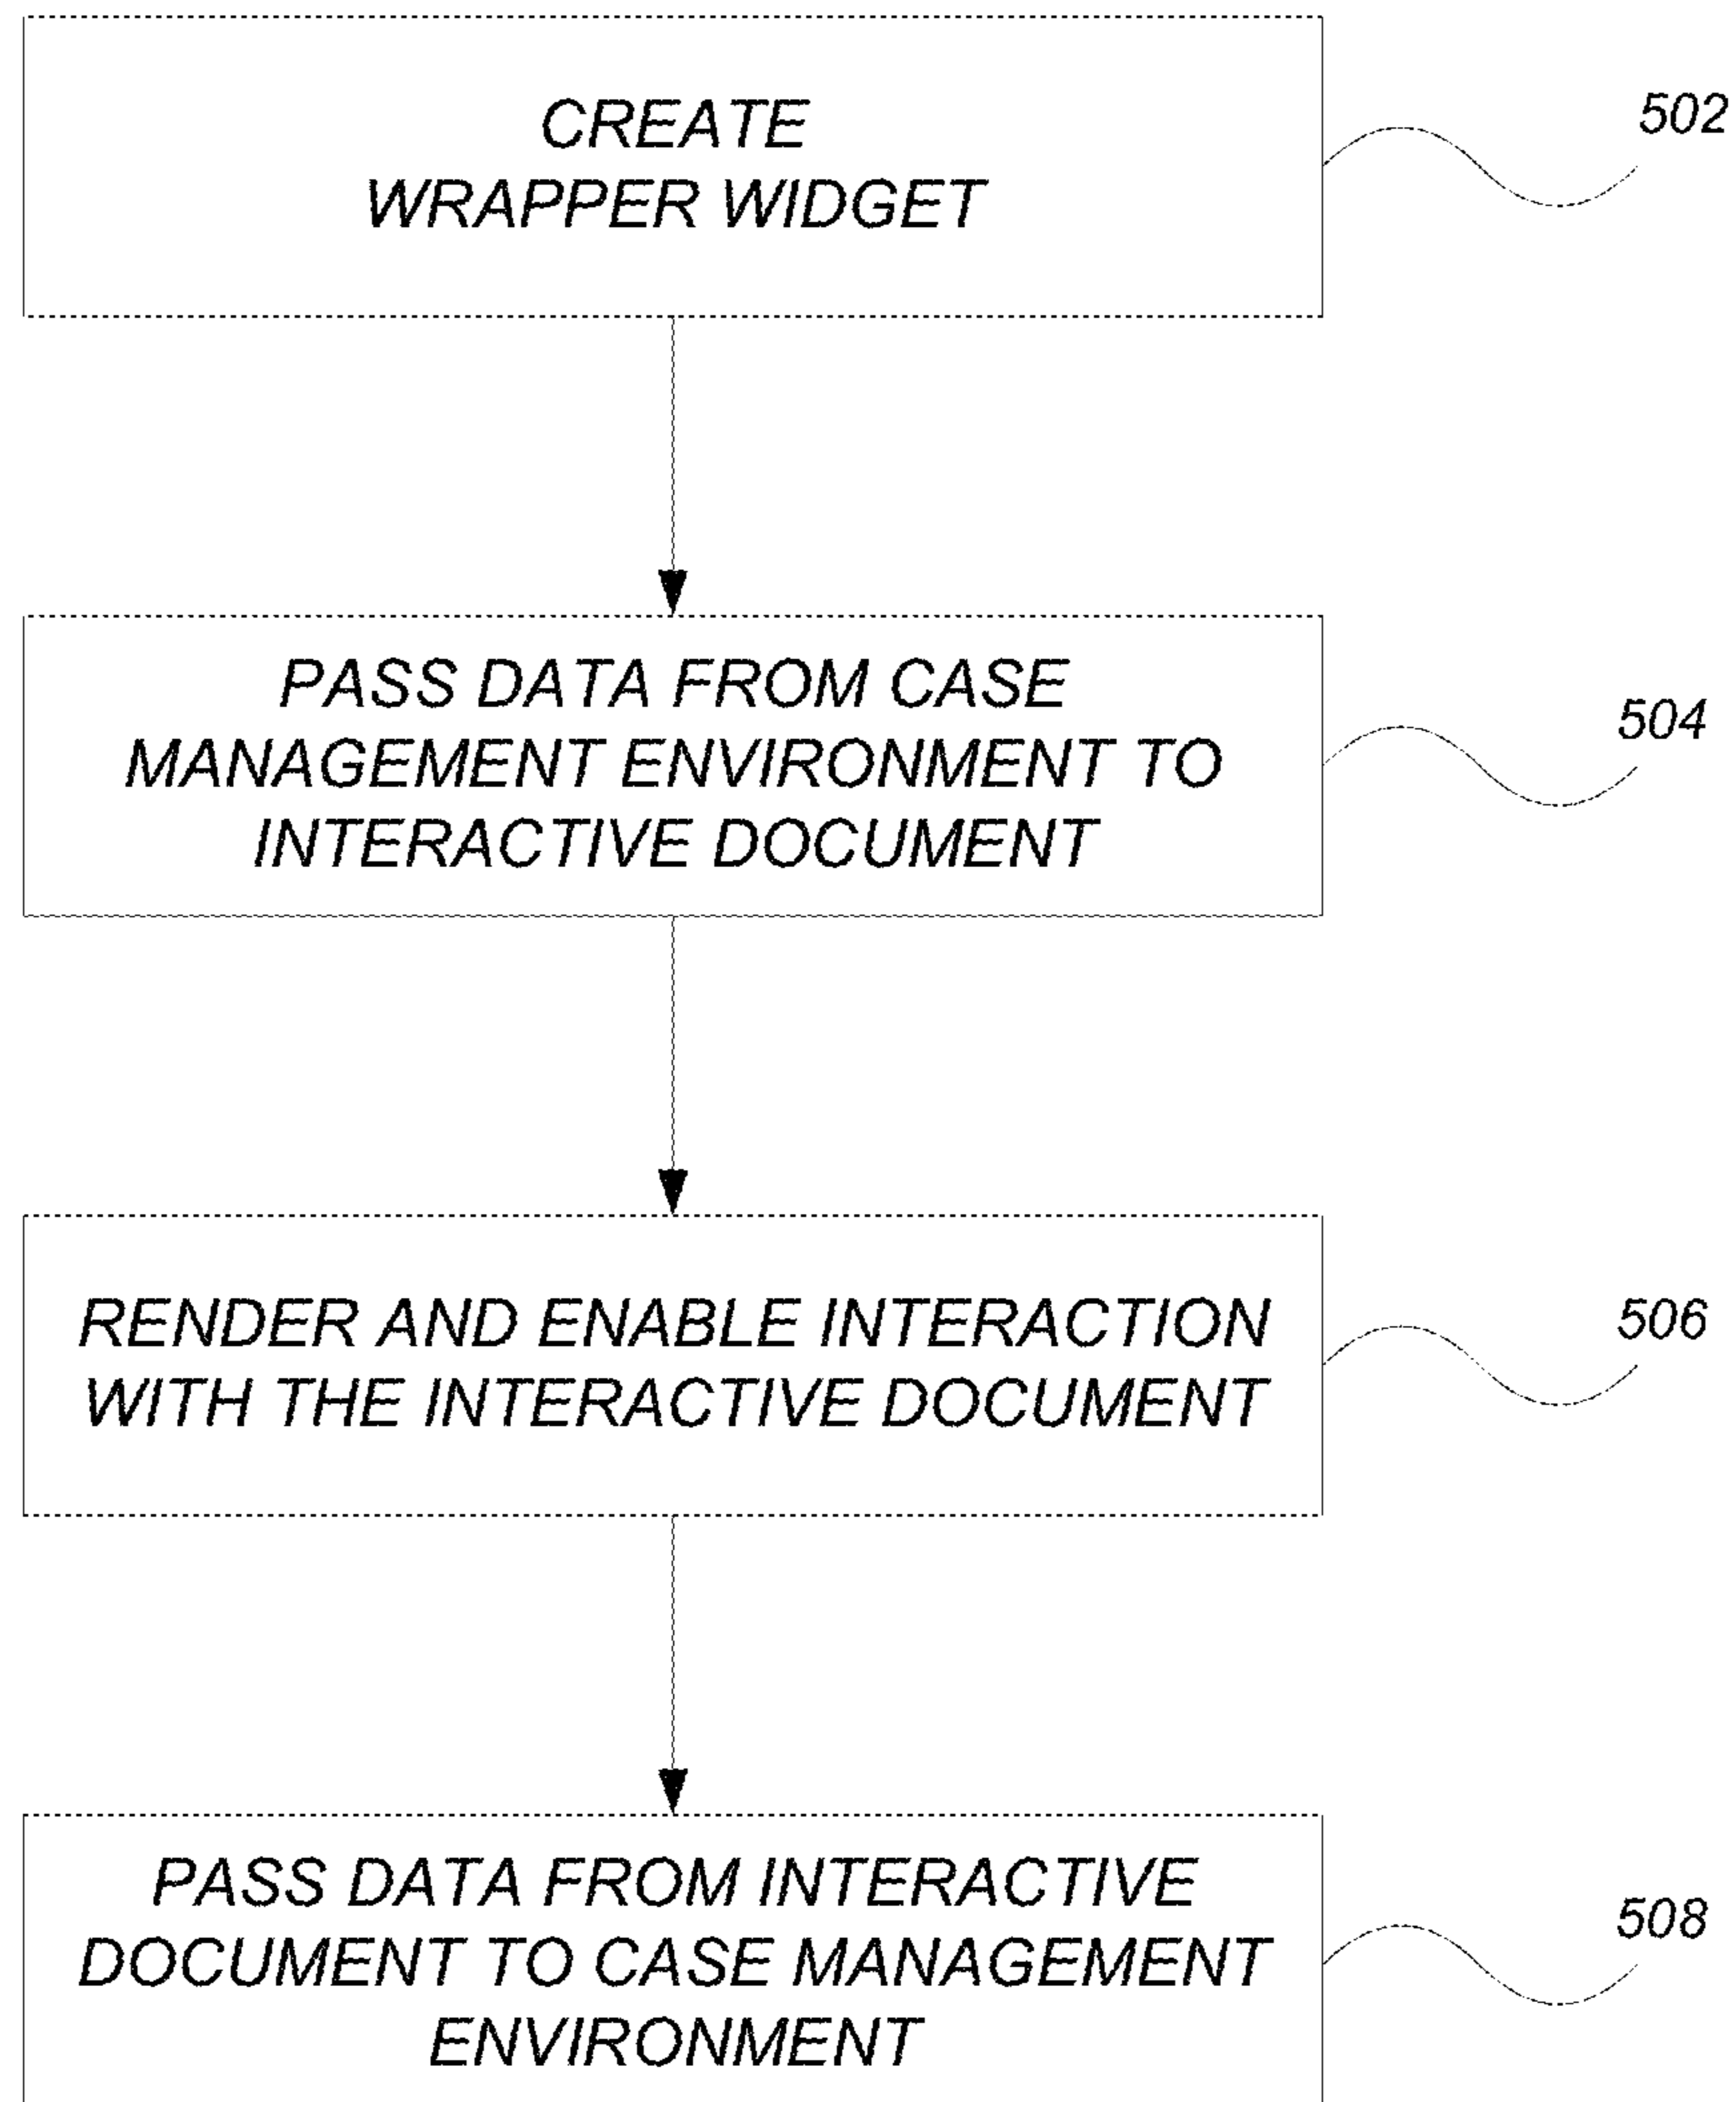 CREATE
WRAPPER WIDGET
502
PASS DATA FROM CASE
MANAGEMENT ENVIRONMENT TO
INTERACTIVE DOCUMENT
504
RENDER AND ENABLE INTERACTION
WITH THE INTERACTIVE DOCUMENT
506
PASS DATA FROM INTERACTIVE
DOCUMENT TO CASE MANAGEMENT
ENVIRONMENT
508